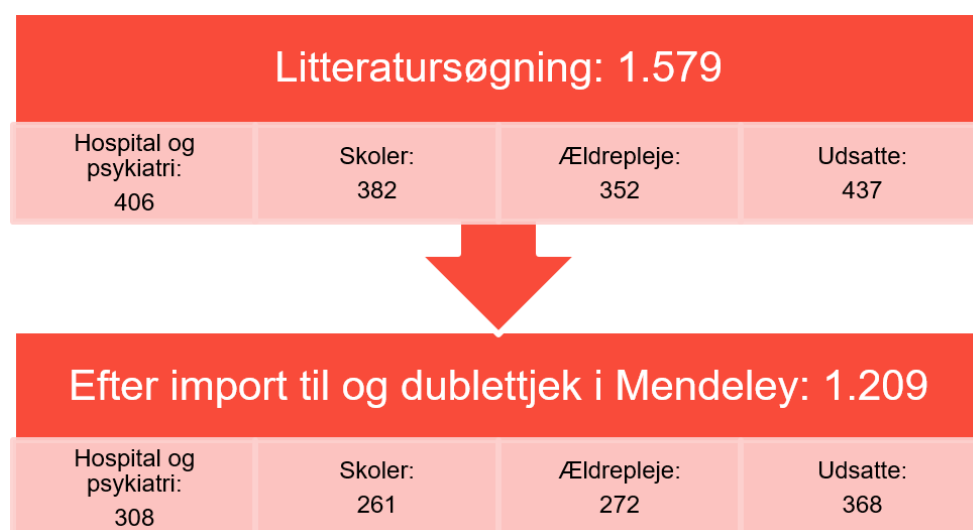 Litteratursøgning: 1.579
Hospital og
psykiatri:
406
Skoler:
382
Ældrepleje:
352
Udsatte:
437
Efter import til og dublettjek i Mendeley: 1.209
Hospital og
psykiatri:
308
Skoler:
261
Ældrepleje:
272
Udsatte:
368